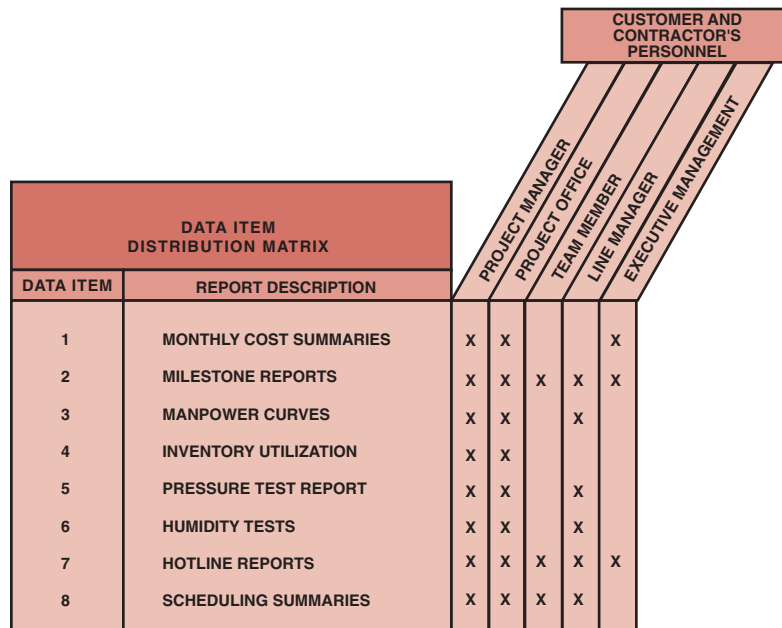 CUSTOMER AND
CONTRACTOR'S
PERSONNEL
PROJECT MANAGER
PROJECT OFFICE
TEAM MEMBER
LINE MANAGER
EXECUTIVE MANAGEMENT
DATA ITEM
DISTRIBUTION MATRIX
DATA ITEM REPORT DESCRIPTION
1 MONTHLY COST SUMMARIES X X X
2 MILESTONE REPORTS X X X X X
3 MANPOWER CURVES X X X
4 INVENTORY UTILIZATION X X
5 PRESSURE TEST REPORT X X X
6 HUMIDITY TESTS X X X
7 HOTLINE REPORTS X X X X X
8 SCHEDULING SUMMARIES X X X X